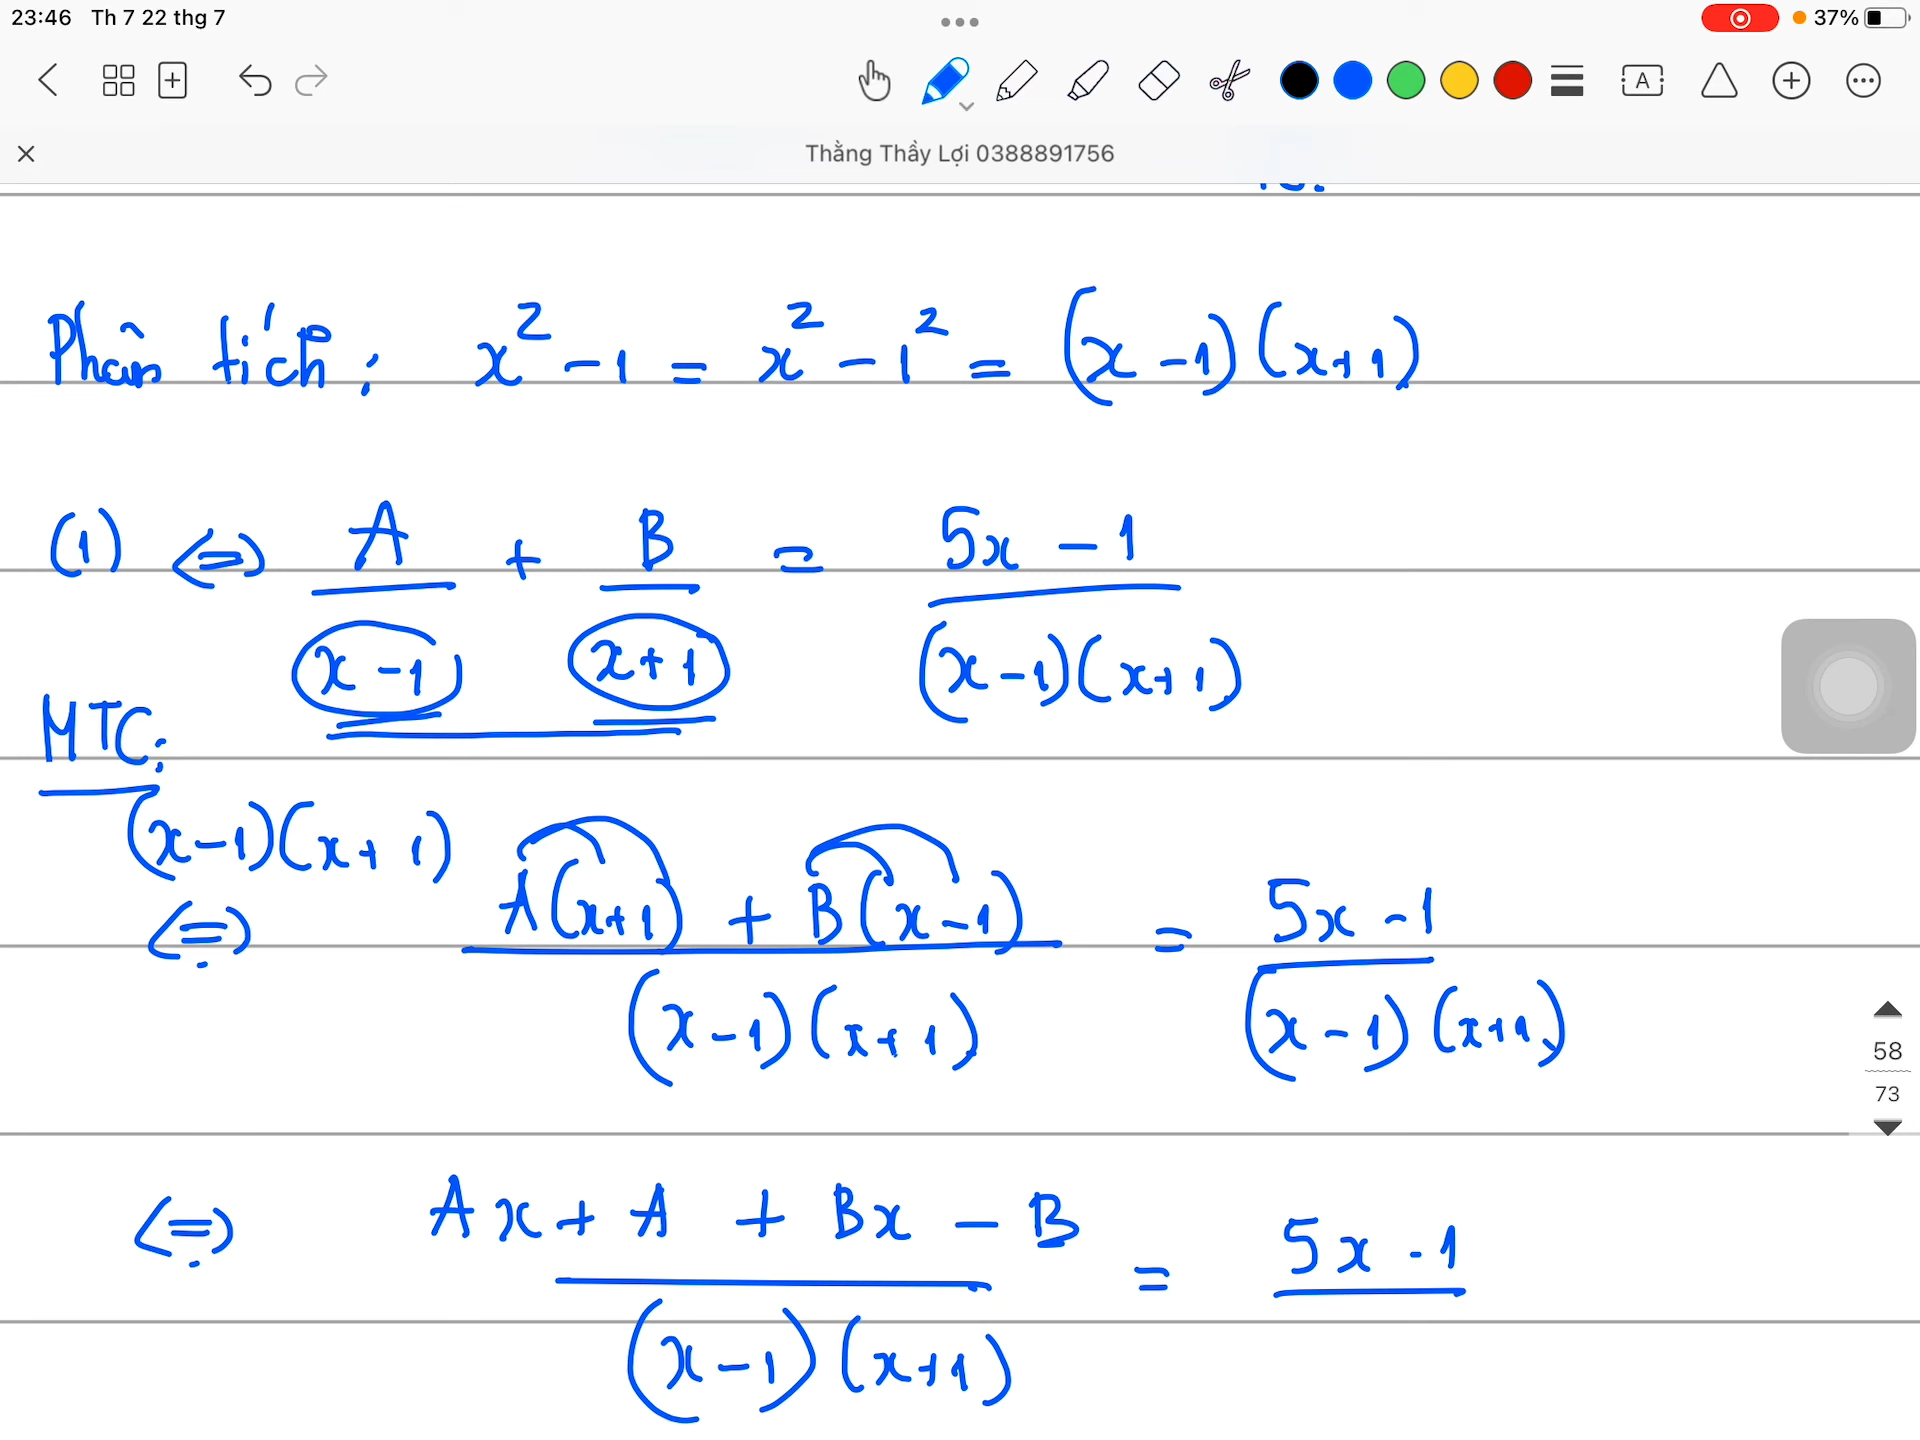 23:46 Th 7 22 thg 7
37%
A
Thằng Thầy Lợi 0388891756
Phân tích: x² - 1 = x² - 1² = (x - 1)(x + 1)
(1) <=> A/(x - 1) + B/(x + 1) = (5x - 1)/((x - 1)(x + 1))
MTC:
(x - 1)(x + 1)
<=> (A(x + 1) + B(x - 1))/((x - 1)(x + 1)) = (5x - 1)/((x - 1)(x + 1))
58
73
<=> (Ax + A + Bx - B)/((x - 1)(x + 1)) = 5x - 1